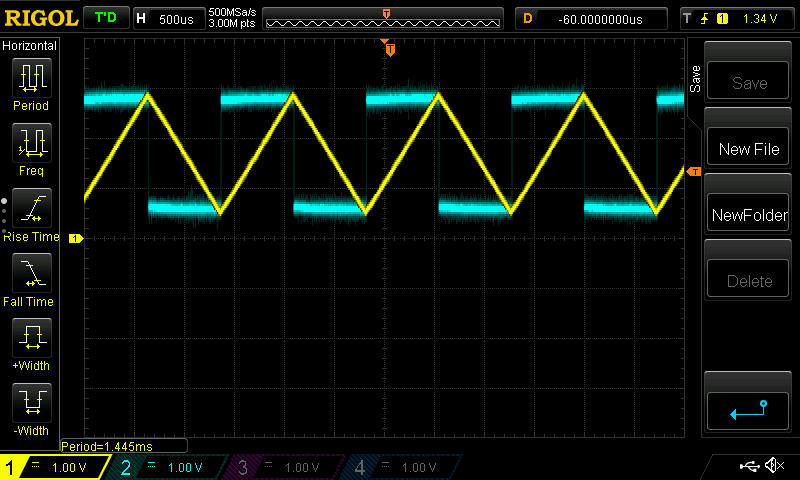 RIGOL T'D H 500us 500MSa/s 3.00M pts T D -60.0000000us T 1 1.34 V
Horizontal
Period
Freq
Rise Time
Fall Time
+Width
-Width
T
T
1
Save
Save
New File
NewFolder
Delete
Period=1.445ms
1 1.00 V 2 1.00 V 3 1.00 V 4 1.00 V